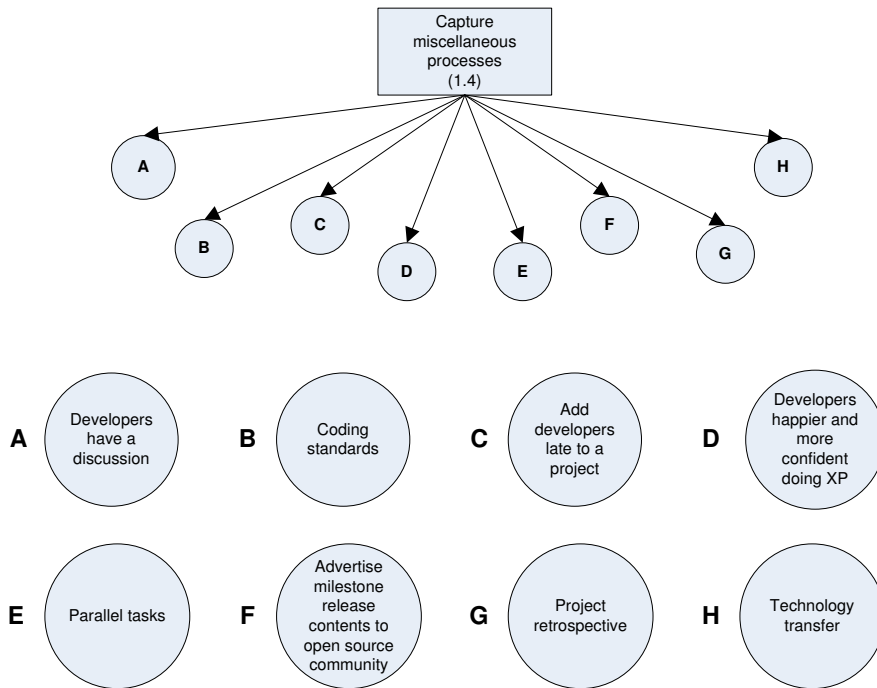 Capture
miscellaneous
processes
(1.4)
A
H
C
F
B
G
D
E
A
Developers
have a
discussion
B
Coding
standards
C
Add
developers
late to a
project
D
Developers
happier and
more
confident
doing XP
E
Parallel tasks
F
Advertise
milestone
release
contents to
open source
community
G
Project
retrospective
H
Technology
transfer